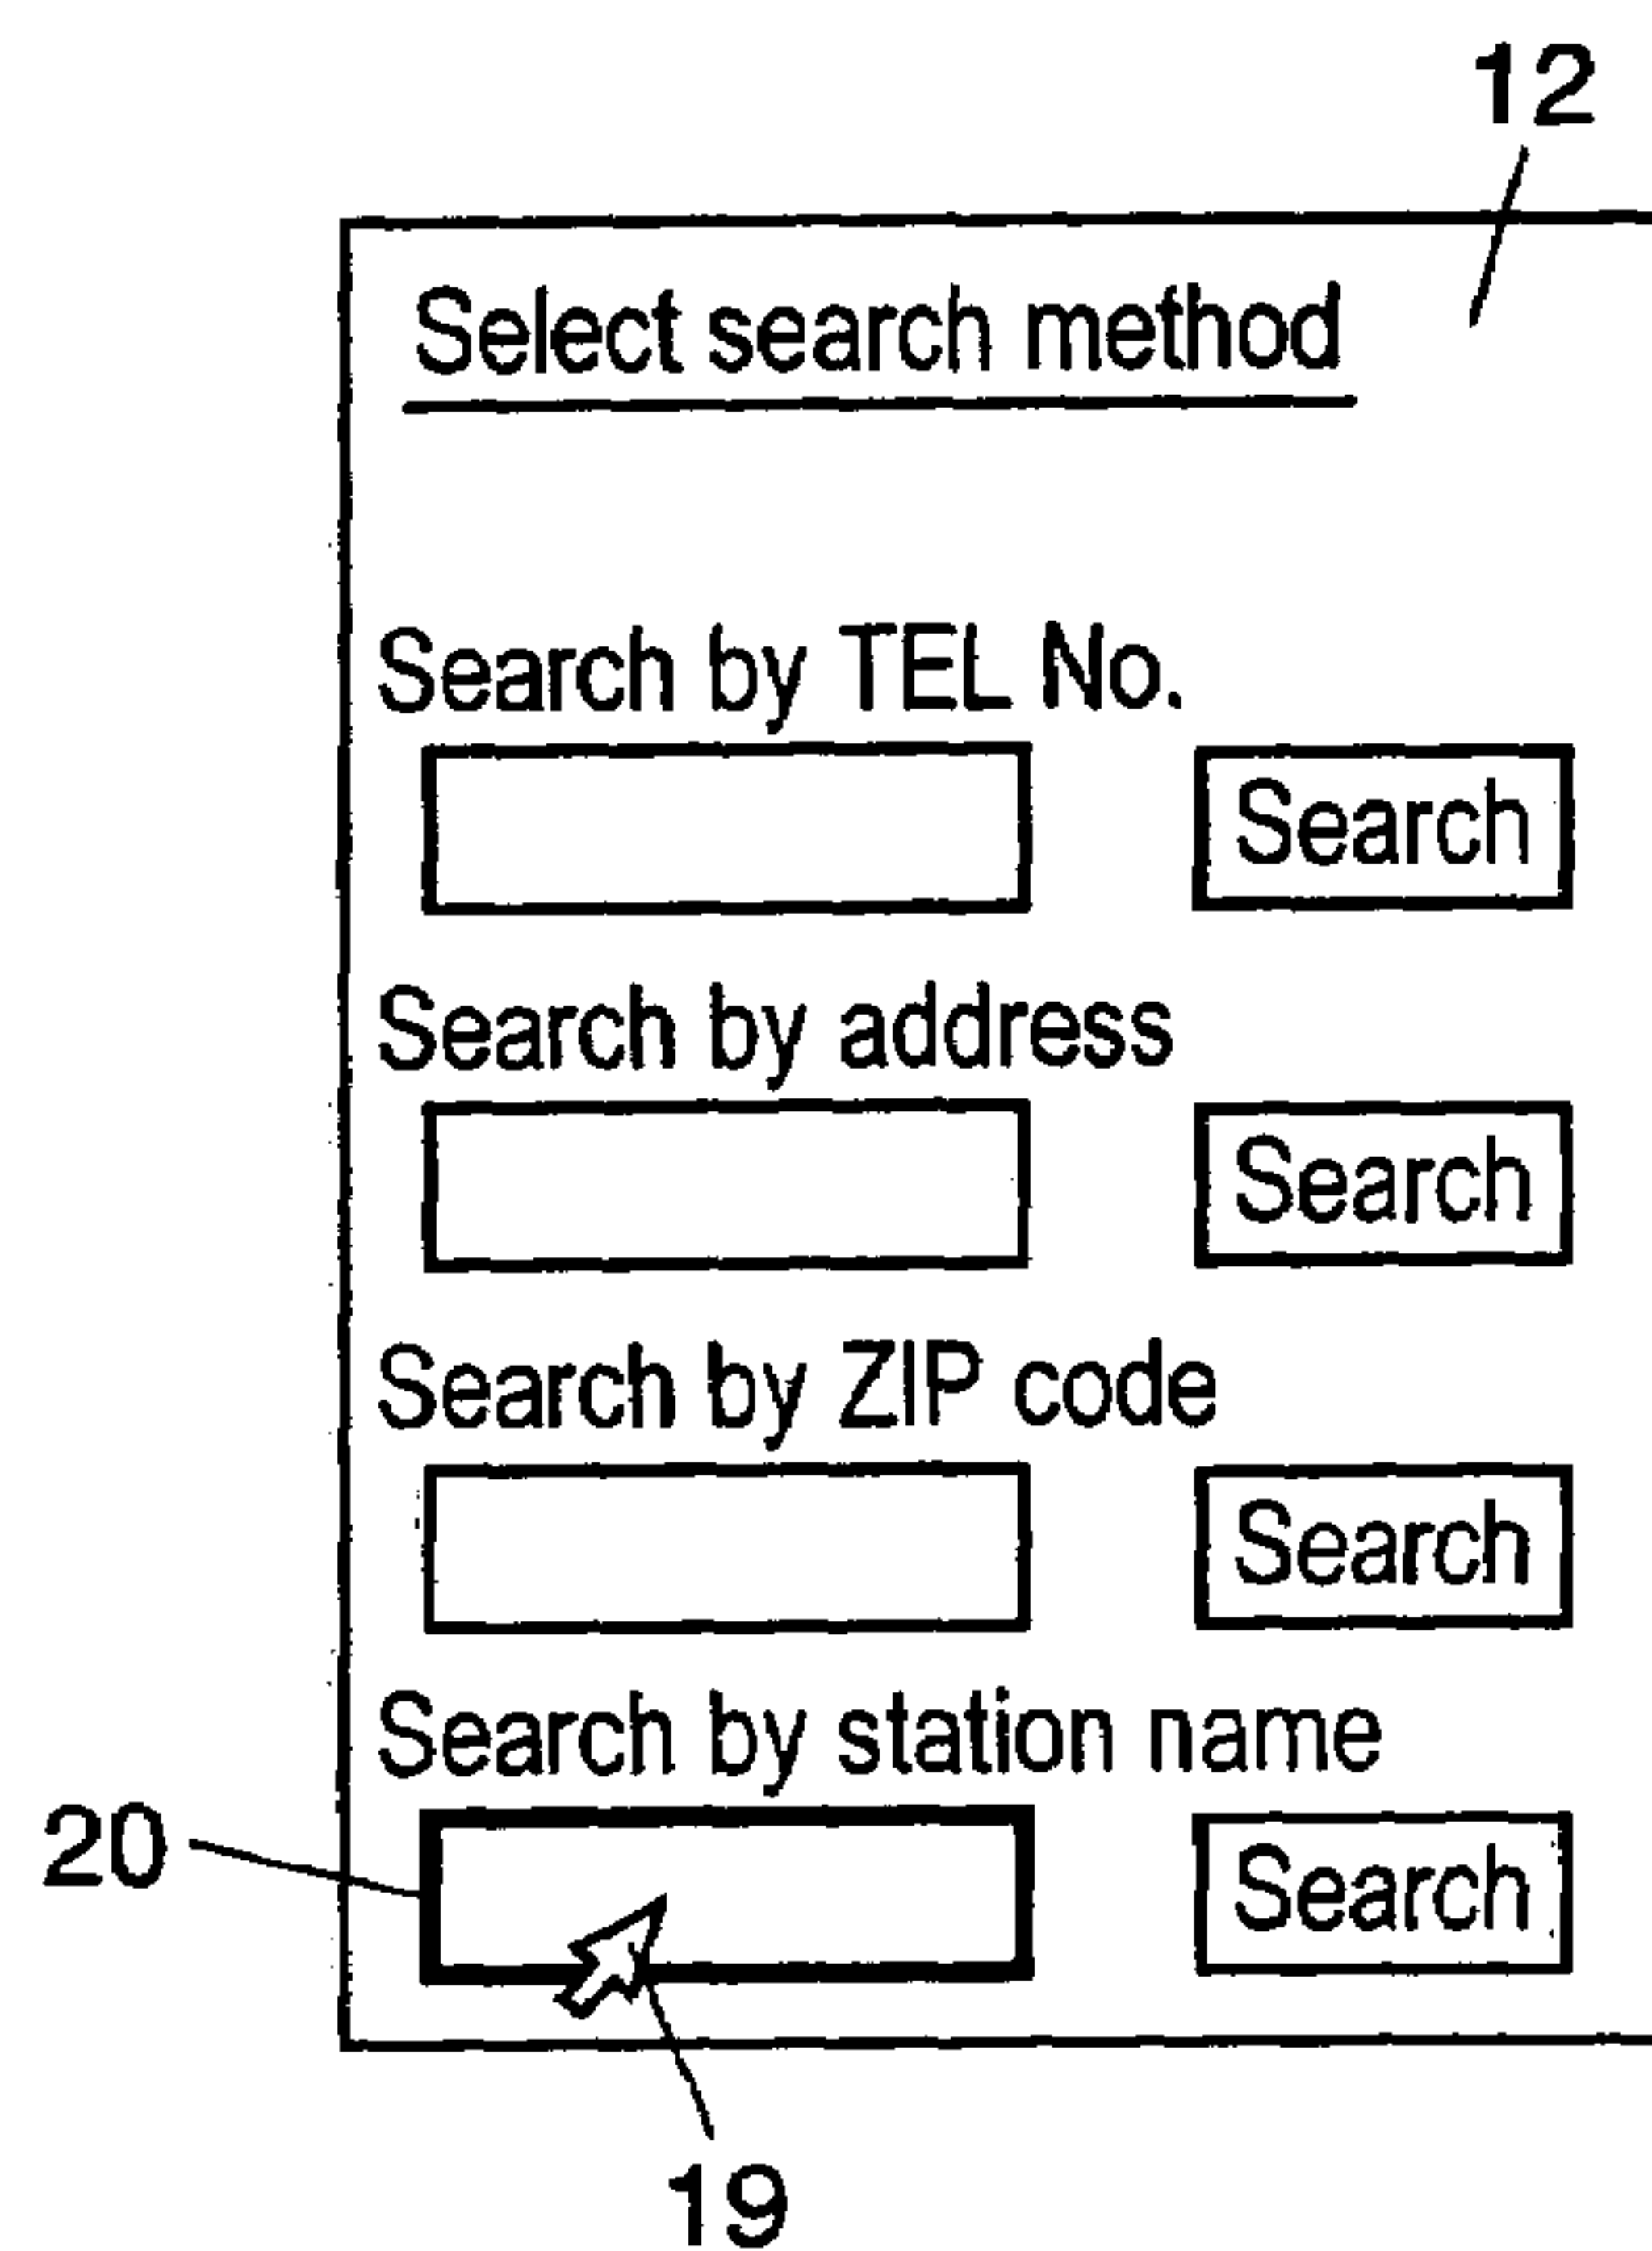 12
Select search method
Search by TEL No.
Search
Search by address
Search
Search by ZIP code
Search
Search by station name
20
Search
19